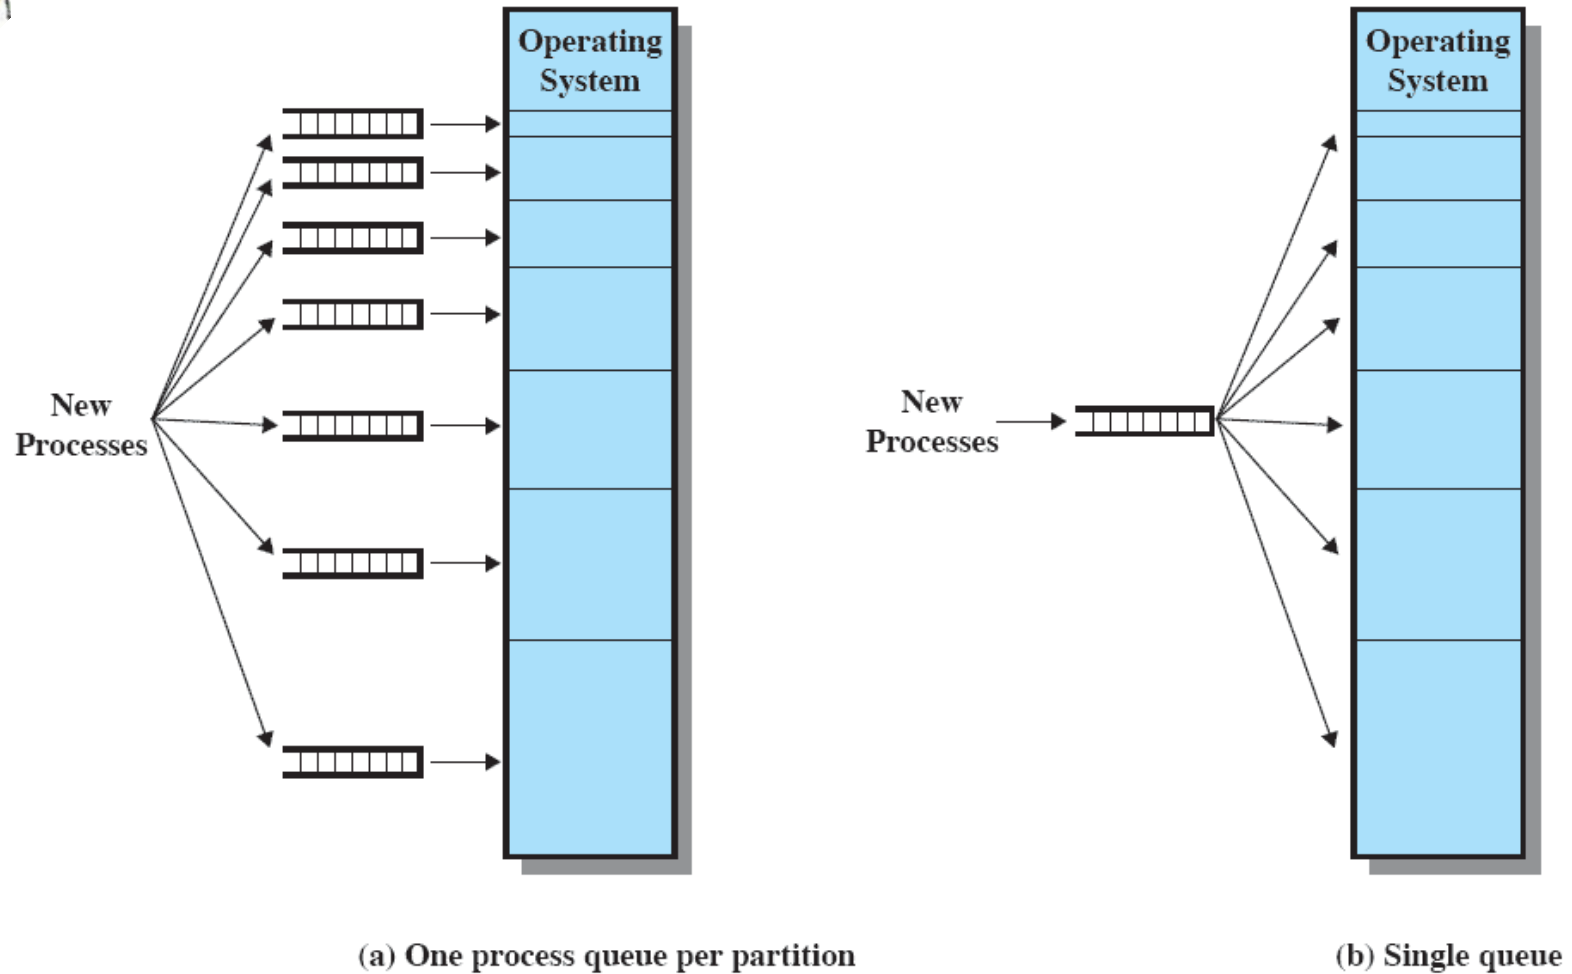 Operating
System
New
Processes
(a) One process queue per partition
Operating
System
New
Processes
(b) Single queue